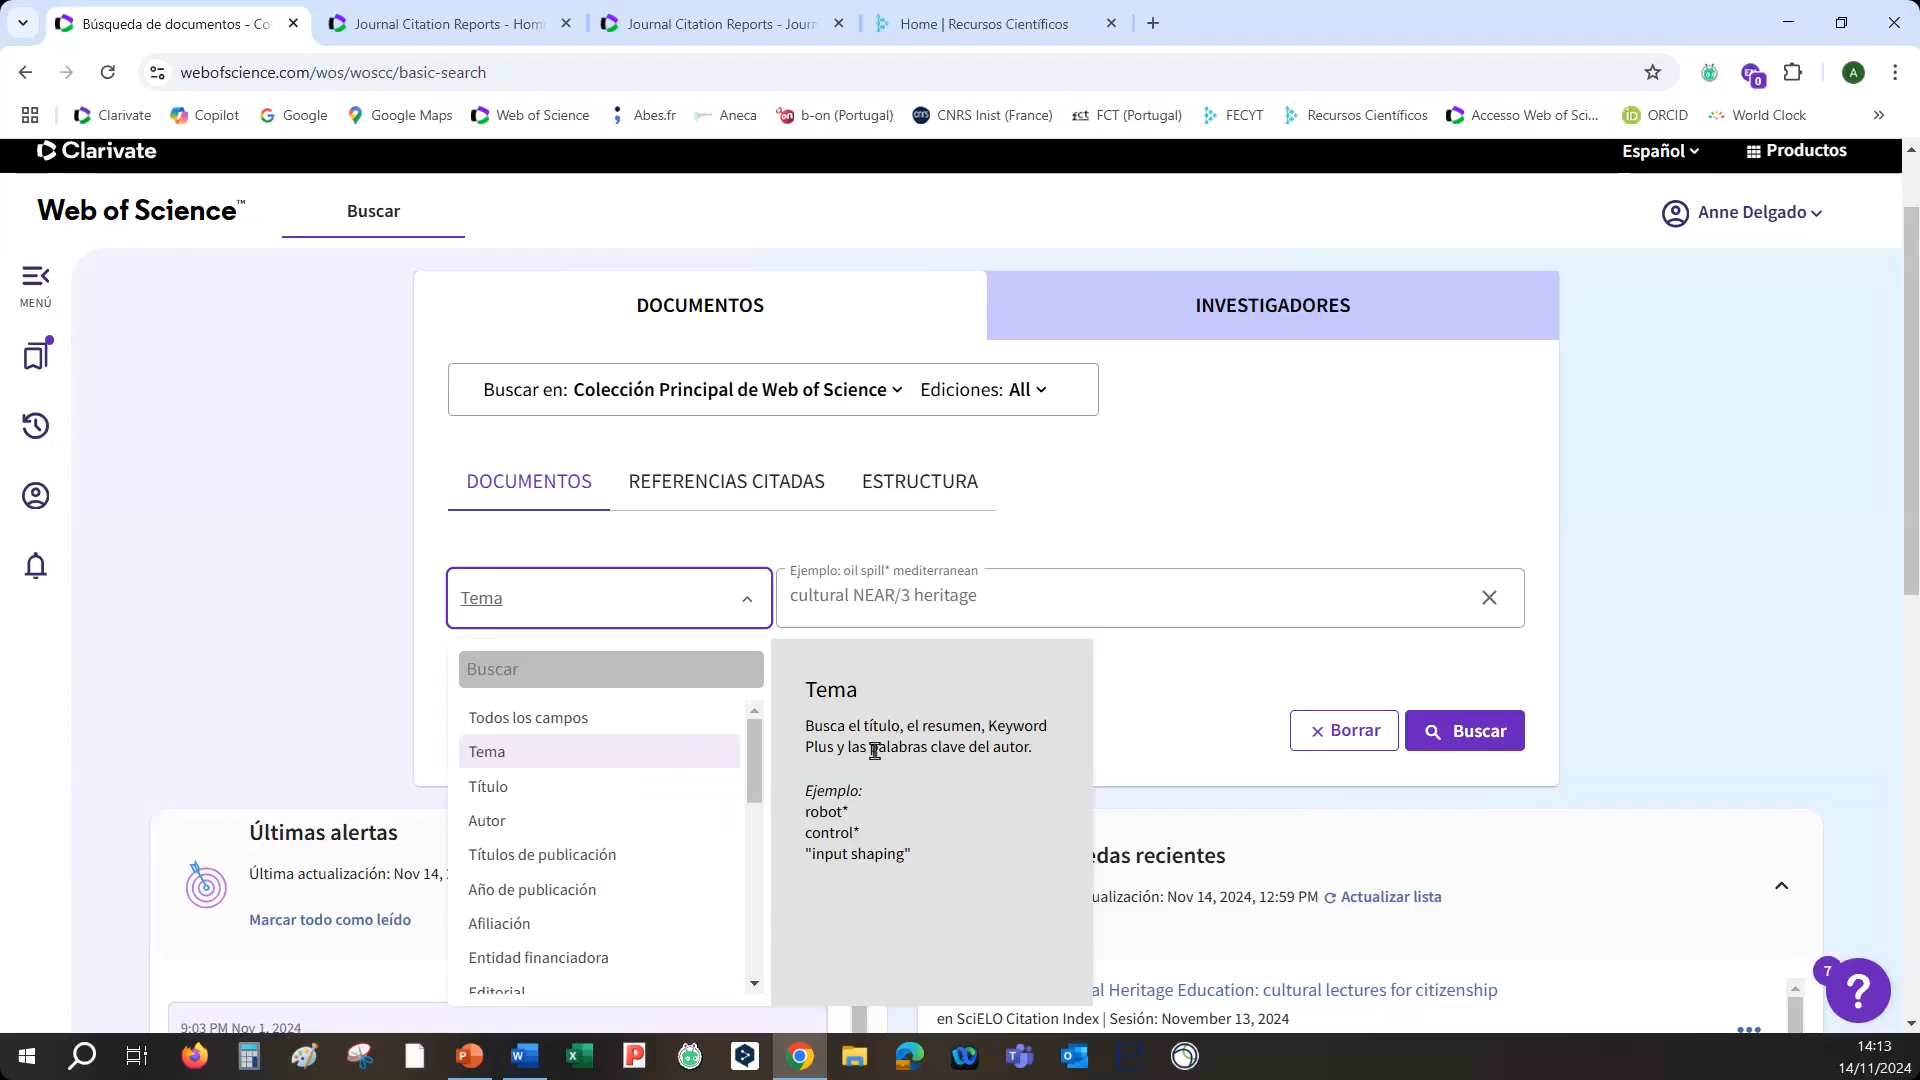 Búsqueda de documentos - Co
Journal Citation Reports - Hom
Journal Citation Reports - Journ
Home | Recursos Científicos
webofscience.com/wos/woscc/basic-search
A
0
Clarivate
Copilot
Google
Google Maps
Web of Science
Abes.fr
Aneca
b-on (Portugal)
CNRS Inist (France)
fct FCT (Portugal)
FECYT
Recursos Científicos
Accesso Web of Sci...
ORCID
World Clock
Clarivate
Español
Productos
Web of Science™
Buscar
Anne Delgado
MENÚ
DOCUMENTOS
INVESTIGADORES
Buscar en: Colección Principal de Web of Science
Ediciones: All
DOCUMENTOS
REFERENCIAS CITADAS
ESTRUCTURA
Tema
Ejemplo: oil spill* mediterranean
cultural NEAR/3 heritage
Buscar
Todos los campos
Tema
Título
Autor
Títulos de publicación
Año de publicación
Afiliación
Entidad financiadora
Editorial
Tema
Busca el título, el resumen, Keyword
Plus y las palabras clave del autor.
Ejemplo:
robot*
control*
"input shaping"
Borrar
Buscar
Últimas alertas
Última actualización: Nov 14,
Marcar todo como leído
9:03 PM Nov 1, 2024
edas recientes
ualización: Nov 14, 2024, 12:59 PM
Actualizar lista
al Heritage Education: cultural lectures for citizenship
en SciELO Citation Index | Sesión: November 13, 2024
7
?
14:13
14/11/2024